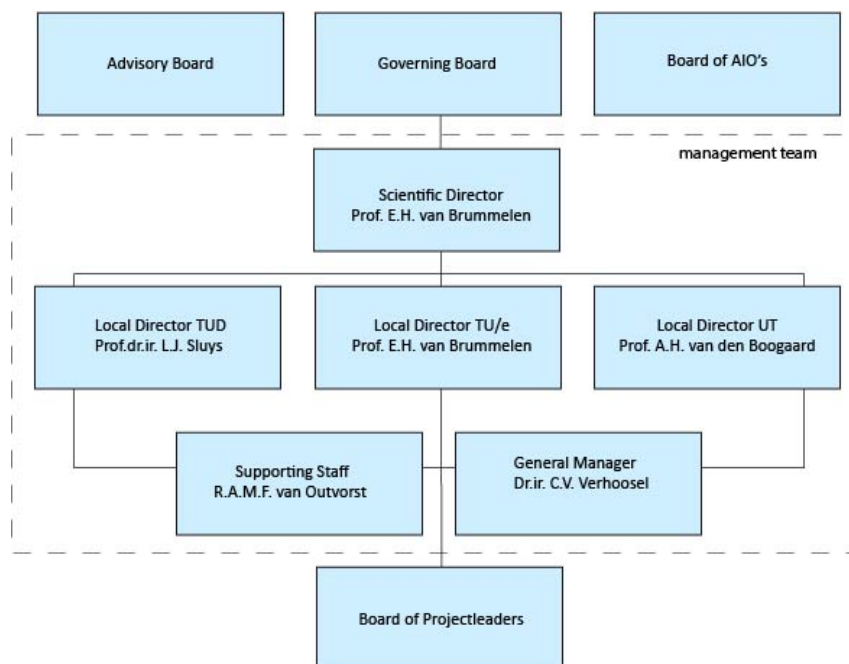 Advisory Board
Governing Board
Board of AIO's
management team
Scientific Director
Prof. E.H. van Brummelen
Local Director TUD
Prof.dr.ir. L.J. Sluys
Local Director TU/e
Prof. E.H. van Brummelen
Local Director UT
Prof. A.H. van den Boogaard
Supporting Staff
R.A.M.F. van Outvorst
General Manager
Dr.ir. C.V. Verhoosel
Board of Projectleaders